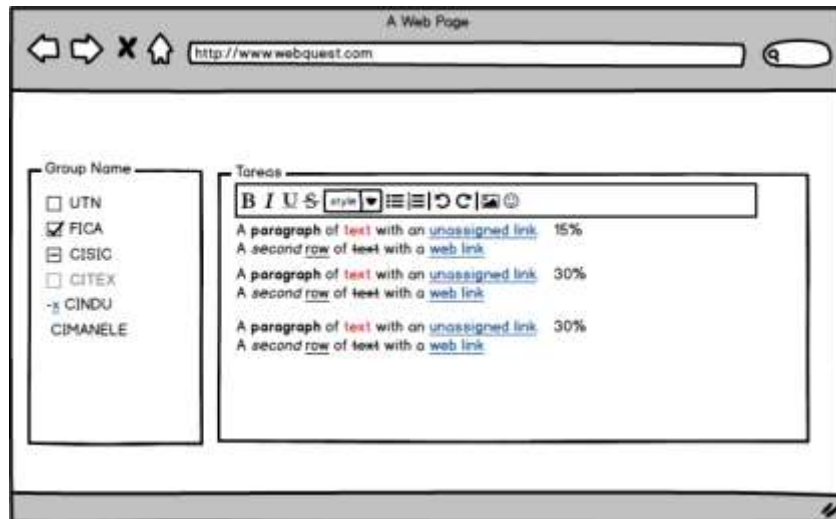 A Web Page
http://www.webquest.com
Group Name
UTN
FICA
CISIC
CITEX
-x CINDU
CIMANELE
Tareas
B I U S style
A paragraph of text with an unassigned link 15%
A second row of text with a web link
A paragraph of text with an unassigned link 30%
A second row of text with a web link
A paragraph of text with an unassigned link 30%
A second row of text with a web link